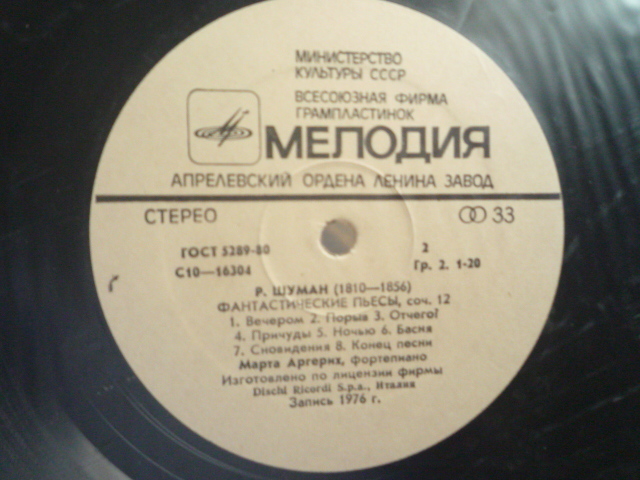 МИНИСТЕРСТВО
КУЛЬТУРЫ СССР
ВСЕСОЮЗНАЯ ФИРМА
ГРАМПЛАСТИНОК
МЕЛОДИЯ
АПРЕЛЕВСКИЙ ОРДЕНА ЛЕНИНА ЗАВОД
СТЕРЕО 33
ГОСТ 5289-80 2
С10—16304 Гр. 2. 1-20
Р. ШУМАН (1810—1856)
ФАНТАСТИЧЕСКИЕ ПЬЕСЫ, соч. 12
1. Вечером 2. Порыв 3. Отчего?
4. Причуды 5. Ночью 6. Басня
7. Сновидения 8. Конец песни
Марта Аргерих, фортепиано
Изготовлено по лицензии фирмы
Dischi Ricordi S.p.a., Италия
Запись 1976 г.